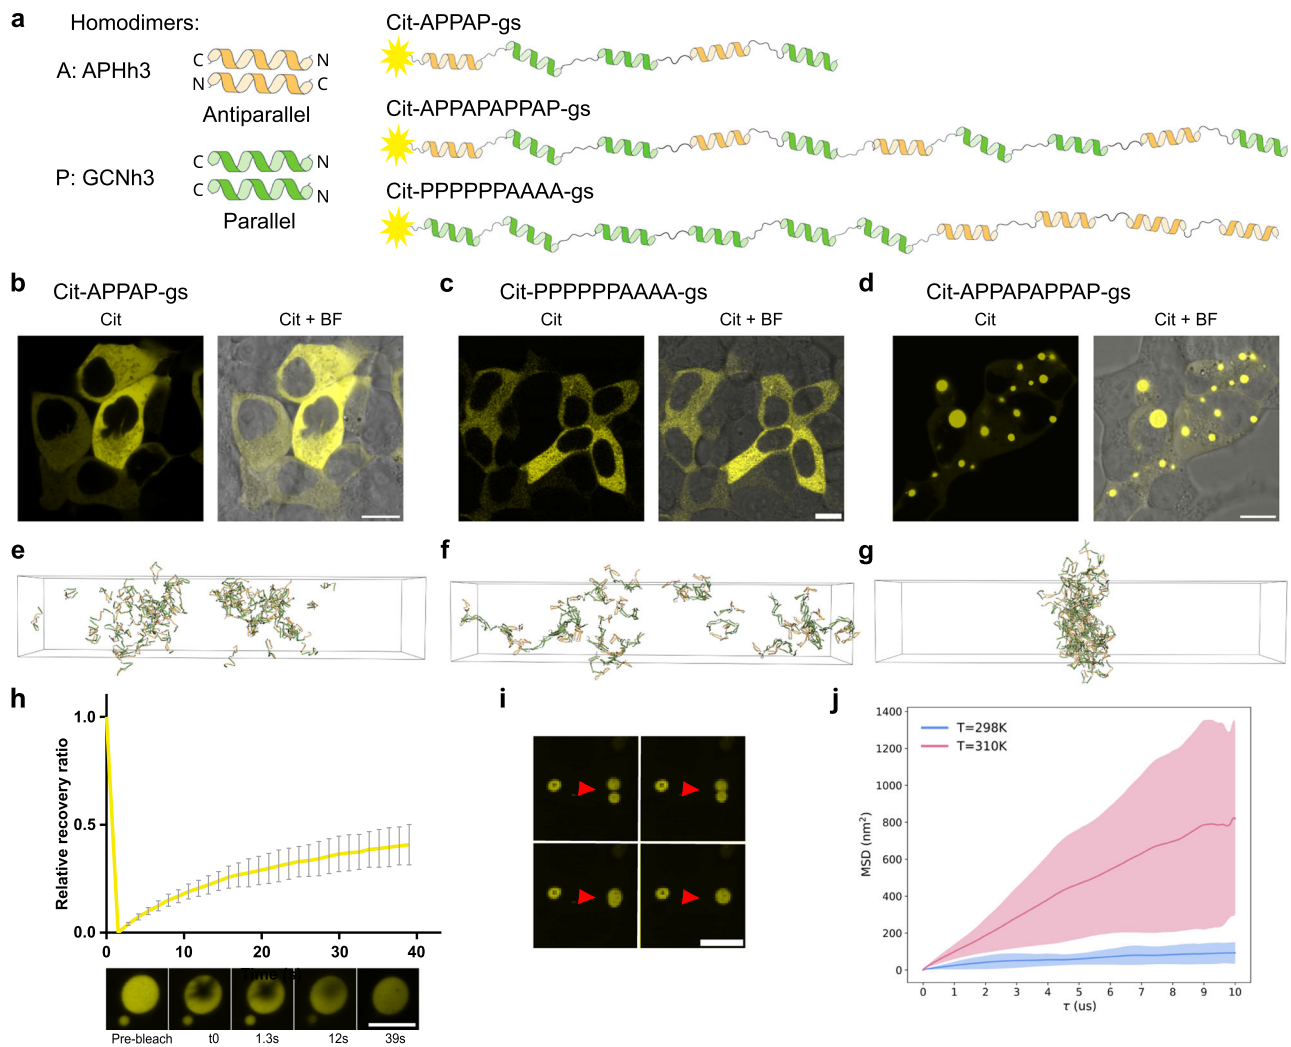 a
Homodimers:
A: APHh3
C N
N C
Antiparallel
P: GCNh3
C N
C N
Parallel
Cit-APPAP-gs
Cit-APPAPAPPAP-gs
Cit-PPPPPPAAAA-gs
b
Cit-APPAP-gs
Cit Cit + BF
c
Cit-PPPPPPAAAA-gs
Cit Cit + BF
d
Cit-APPAPAPPAP-gs
Cit Cit + BF
e
f
g
h
Relative recovery ratio
1.0
0.5
0.0
0 10 20 30 40
Pre-bleach t0 1.3s 12s 39s
i
j
MSD (nm²)
1400
1200
1000
800
600
400
200
0
T=298K
T=310K
0 1 2 3 4 5 6 7 8 9 10
τ (us)